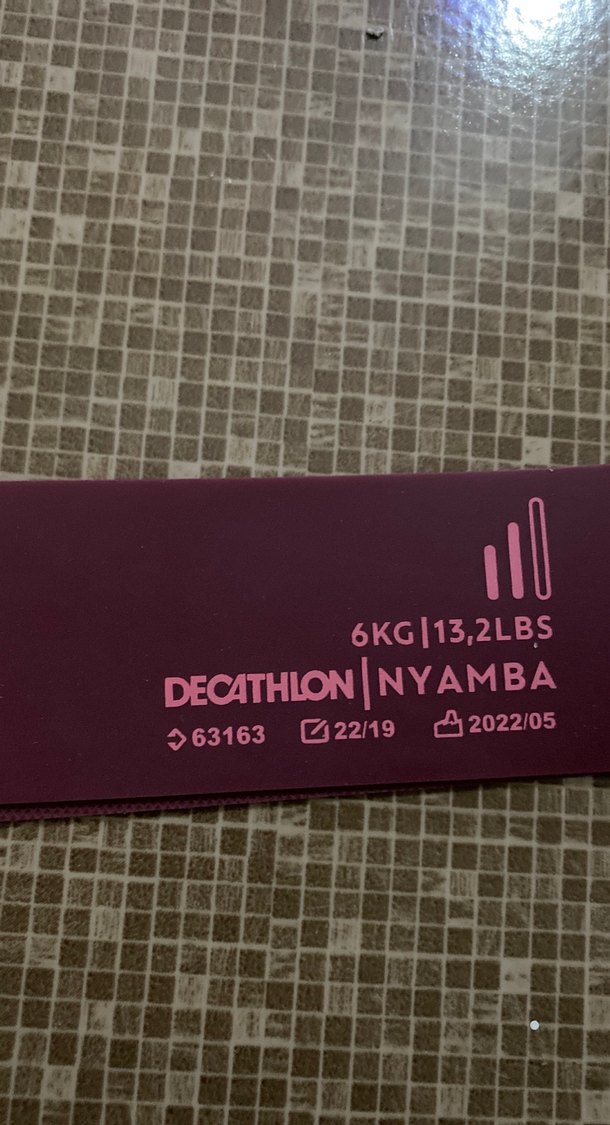 6KG|13,2LBS
DECATHLON|NYAMBA
63163 22/19 2022/05